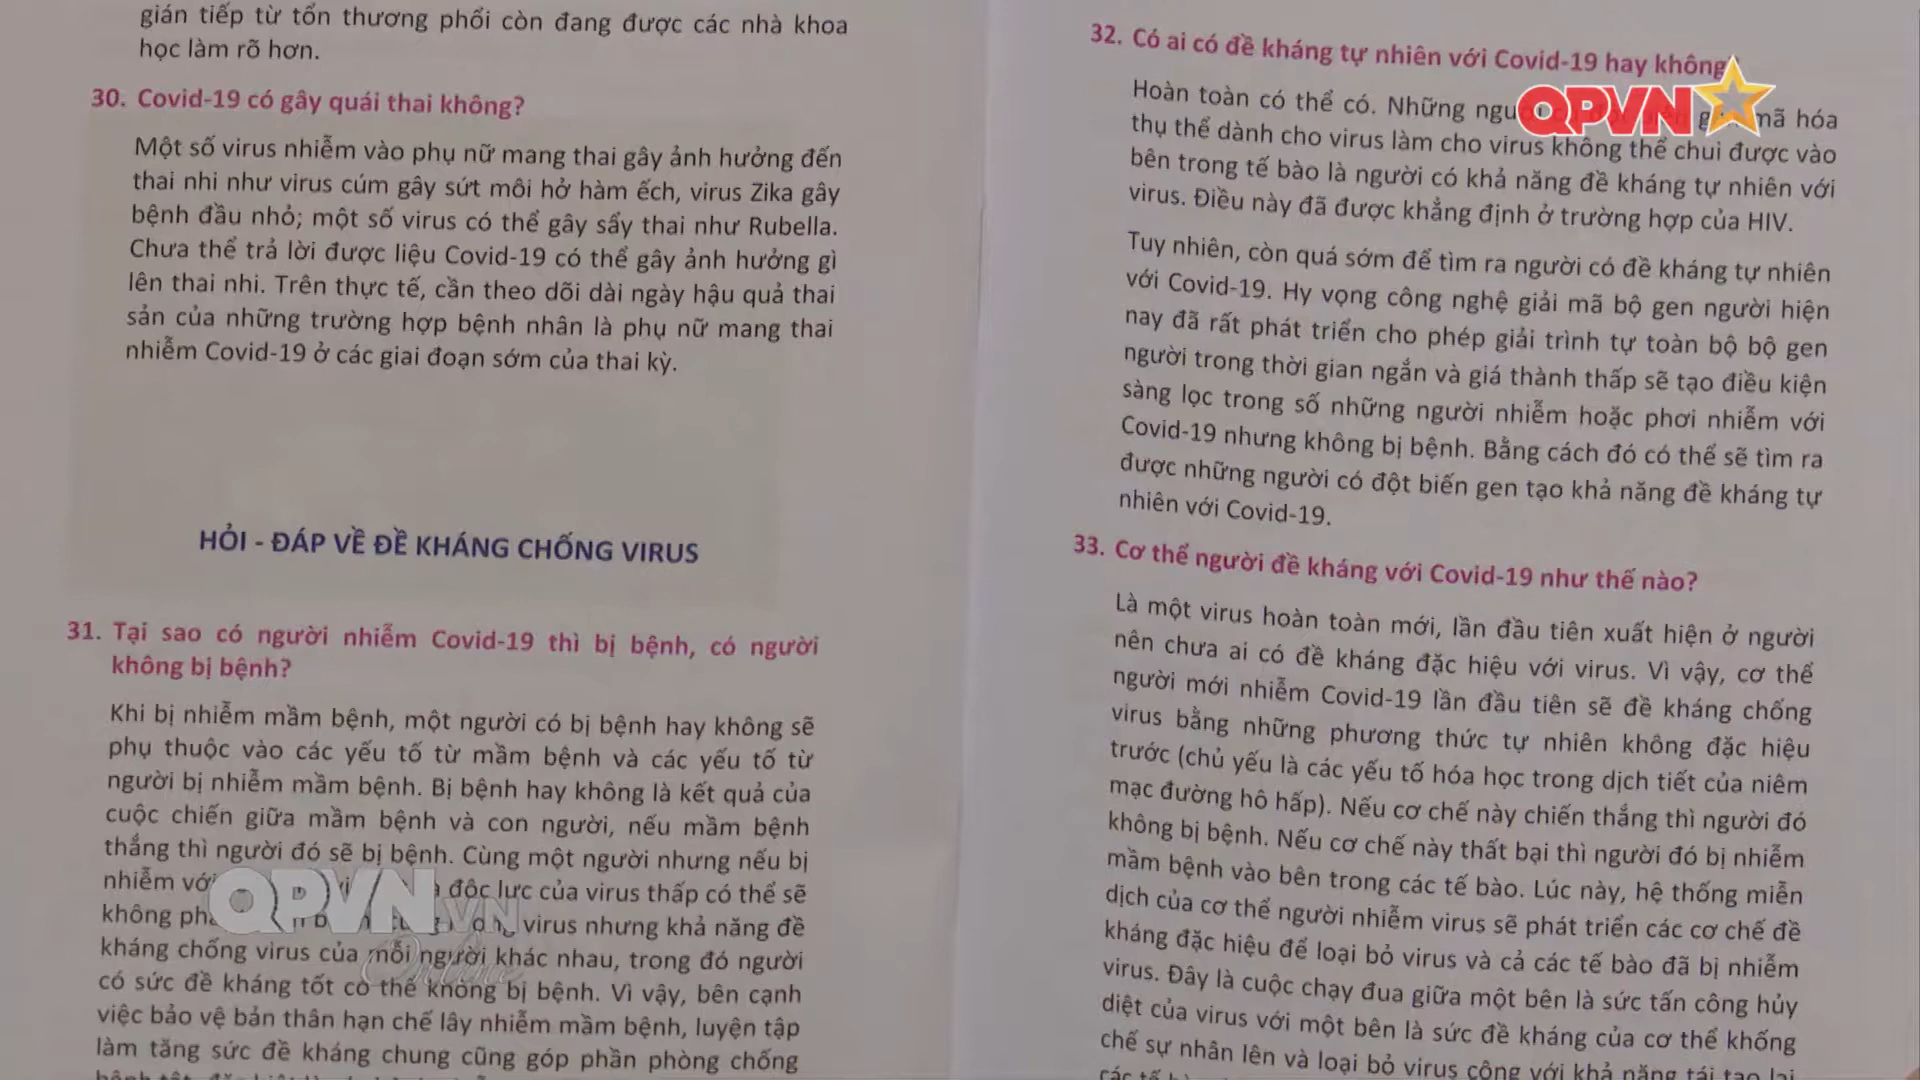 gián tiếp từ tổn thương phổi còn đang được các nhà khoa
học làm rõ hơn.
30. Covid-19 có gây quái thai không?
Một số virus nhiễm vào phụ nữ mang thai gây ảnh hưởng đến
thai nhi như virus cúm gây sứt môi hở hàm ếch, virus Zika gây
bệnh đầu nhỏ; một số virus có thể gây sẩy thai như Rubella.
Chưa thể trả lời được liệu Covid-19 có thể gây ảnh hưởng gì
lên thai nhi. Trên thực tế, cần theo dõi dài ngày hậu quả thai
sản của những trường hợp bệnh nhân là phụ nữ mang thai
nhiễm Covid-19 ở các giai đoạn sớm của thai kỳ.
HỎI - ĐÁP VỀ ĐỀ KHÁNG CHỐNG VIRUS
31. Tại sao có người nhiễm Covid-19 thì bị bệnh, có người
không bị bệnh?
Khi bị nhiễm mầm bệnh, một người có bị bệnh hay không sẽ
phụ thuộc vào các yếu tố từ mầm bệnh và các yếu tố từ
người bị nhiễm mầm bệnh. Bị bệnh hay không là kết quả của
cuộc chiến giữa mầm bệnh và con người, nếu mầm bệnh
thắng thì người đó sẽ bị bệnh. Cùng một người nhưng nếu bị
nhiễm độc lực của virus thấp có thể sẽ
không virus nhưng khả năng đề
kháng chống virus của mỗi người khác nhau, trong đó người
có sức đề kháng tốt có thể không bị bệnh. Vì vậy, bên cạnh
việc bảo vệ bản thân hạn chế lây nhiễm mầm bệnh, luyện tập
làm tăng sức đề kháng chung cũng góp phần phòng chống
32. Có ai có đề kháng tự nhiên với Covid-19 hay không
Hoàn toàn có thể có. Những mã hóa
thụ thể dành cho virus làm cho virus không thể chui được vào
bên trong tế bào là người có khả năng đề kháng tự nhiên với
virus. Điều này đã được khẳng định ở trường hợp của HIV.
Tuy nhiên, còn quá sớm để tìm ra người có đề kháng tự nhiên
với Covid-19. Hy vọng công nghệ giải mã bộ gen người hiện
nay đã rất phát triển cho phép giải trình tự toàn bộ bộ gen
người trong thời gian ngắn và giá thành thấp sẽ tạo điều kiện
sàng lọc trong số những người nhiễm hoặc phơi nhiễm với
Covid-19 nhưng không bị bệnh. Bằng cách đó có thể sẽ tìm ra
được những người có đột biến gen tạo khả năng đề kháng tự
nhiên với Covid-19.
33. Cơ thể người đề kháng với Covid-19 như thế nào?
Là một virus hoàn toàn mới, lần đầu tiên xuất hiện ở người
nên chưa ai có đề kháng đặc hiệu với virus. Vì vậy, cơ thể
người mới nhiễm Covid-19 lần đầu tiên sẽ đề kháng chống
virus bằng những phương thức tự nhiên không đặc hiệu
trước (chủ yếu là các yếu tố hóa học trong dịch tiết của niêm
mạc đường hô hấp). Nếu cơ chế này chiến thắng thì người đó
không bị bệnh. Nếu cơ chế này thất bại thì người đó bị nhiễm
mầm bệnh vào bên trong các tế bào. Lúc này, hệ thống miễn
dịch của cơ thể người nhiễm virus sẽ phát triển các cơ chế đề
kháng đặc hiệu để loại bỏ virus và cả các tế bào đã bị nhiễm
virus. Đây là cuộc chạy đua giữa một bên là sức tấn công hủy
diệt của virus với một bên là sức đề kháng của cơ thể khống
chế sự nhân lên và loại bỏ virus cộng với khả năng tái tạo lại
các tế
QPVN
QPVN.VN
Online